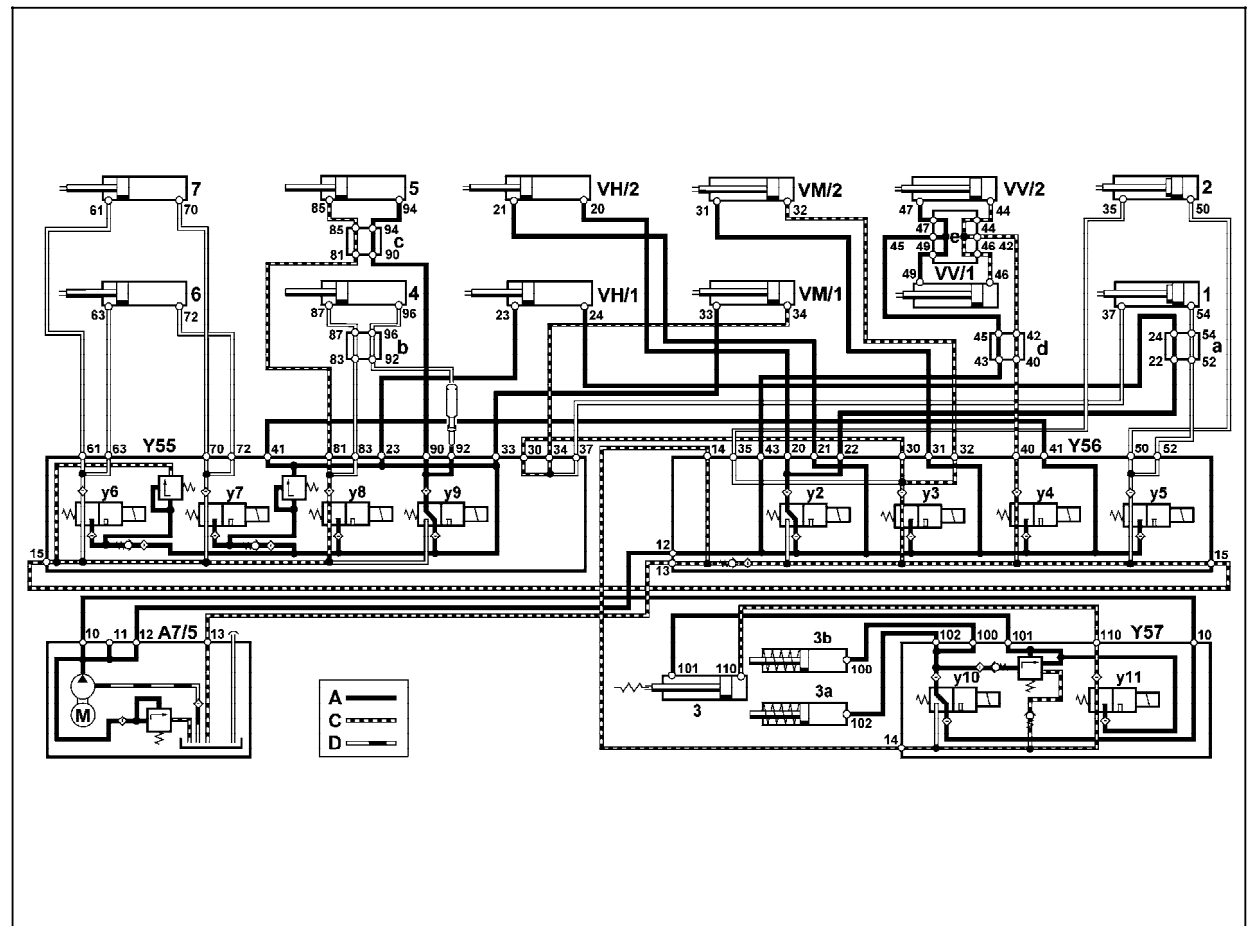 7 5 VH/2 VM/2 VV/2 2
61 70 85 94 21 20 31 32 47 44 35 50
85 94 47 44
c e
81 90 45 49 46 42
VV/1
6 4 VH/1 VM/1 49 46 1
63 72 87 96 23 24 33 34 37 54
87 96 45 42 24 54
b d a
83 92 43 40 22 52
61 63 Y55 70 72 41 81 83 23 90 92 33 30 34 37 14 35 43 20 21 22 30 31 32 40 41 Y56 50 52
y6 y7 y8 y9 y2 y3 y4 y5
15 12 13 15
10 11 12 A7/5 13 102 100 101 110 Y57 10
3b
101 110 100
M A y10 y11
3 3a
C 102
D 14